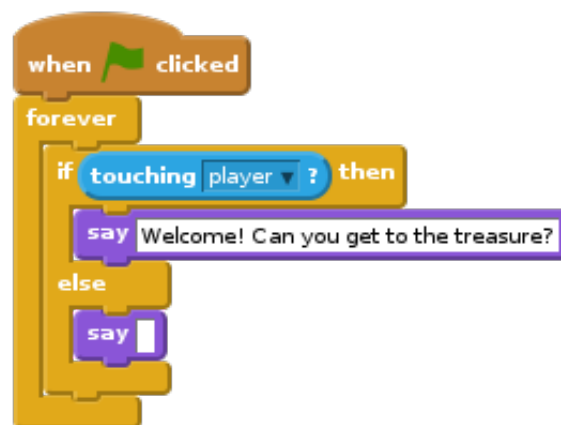 when clicked
forever
if touching player ? then
say Welcome! Can you get to the treasure?
else
say